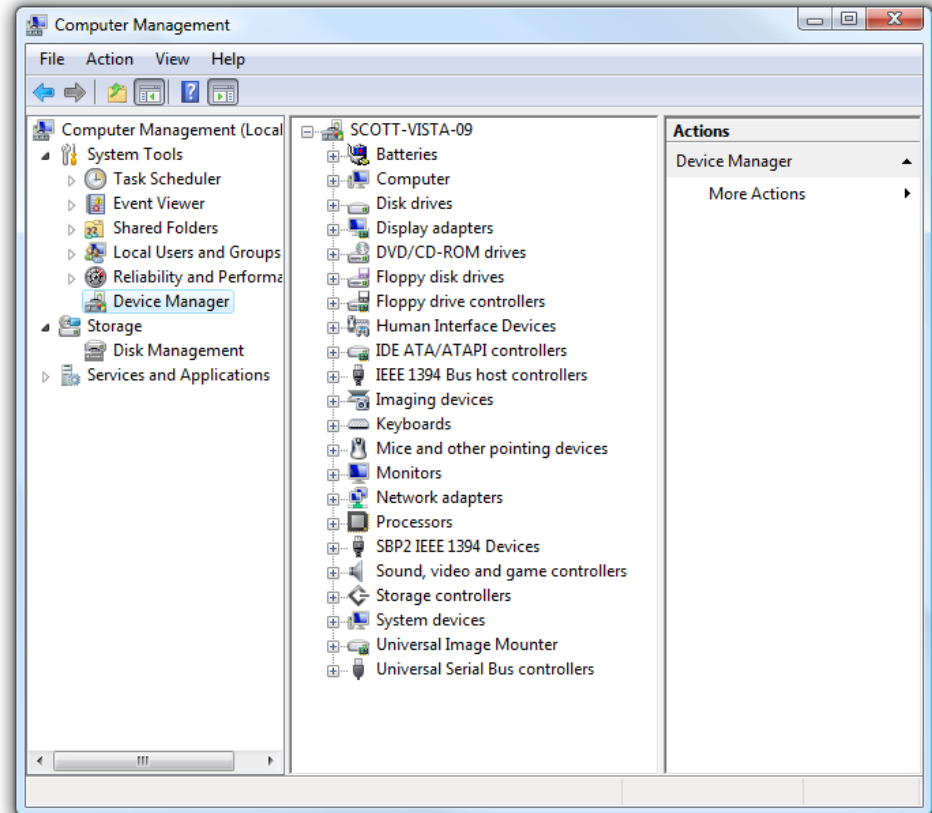 Computer Management
File Action View Help
Computer Management (Local
System Tools
Task Scheduler
Event Viewer
Shared Folders
Local Users and Groups
Reliability and Performa
Device Manager
Storage
Disk Management
Services and Applications
SCOTT-VISTA-09
Batteries
Computer
Disk drives
Display adapters
DVD/CD-ROM drives
Floppy disk drives
Floppy drive controllers
Human Interface Devices
IDE ATA/ATAPI controllers
IEEE 1394 Bus host controllers
Imaging devices
Keyboards
Mice and other pointing devices
Monitors
Network adapters
Processors
SBP2 IEEE 1394 Devices
Sound, video and game controllers
Storage controllers
System devices
Universal Image Mounter
Universal Serial Bus controllers
Actions
Device Manager
More Actions